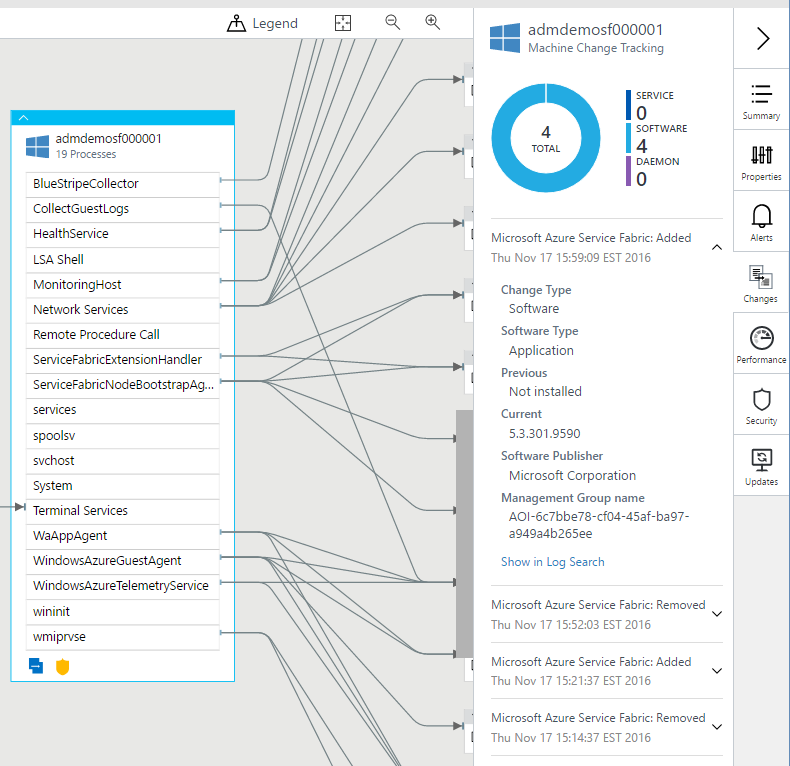 Legend
admdemosf000001
19 Processes
BlueStripeCollector
CollectGuestLogs
HealthService
LSA Shell
MonitoringHost
Network Services
Remote Procedure Call
ServiceFabricExtensionHandler
ServiceFabricNodeBootstrapAg...
services
spoolsv
svchost
System
Terminal Services
WaAppAgent
WindowsAzureGuestAgent
WindowsAzureTelemetryService
wininit
wmiprvse
admdemosf000001
Machine Change Tracking
4
TOTAL
SERVICE
0
SOFTWARE
4
DAEMON
0
Microsoft Azure Service Fabric: Added
Thu Nov 17 15:59:09 EST 2016
Change Type
Software
Software Type
Application
Previous
Not installed
Current
5.3.301.9590
Software Publisher
Microsoft Corporation
Management Group name
AOI-6c7bbe78-cf04-45af-ba97-
a949a4b265ee
Show in Log Search
Microsoft Azure Service Fabric: Removed
Thu Nov 17 15:52:03 EST 2016
Microsoft Azure Service Fabric: Added
Thu Nov 17 15:21:37 EST 2016
Microsoft Azure Service Fabric: Removed
Thu Nov 17 15:14:37 EST 2016
Summary
Properties
Alerts
Changes
Performance
Security
Updates